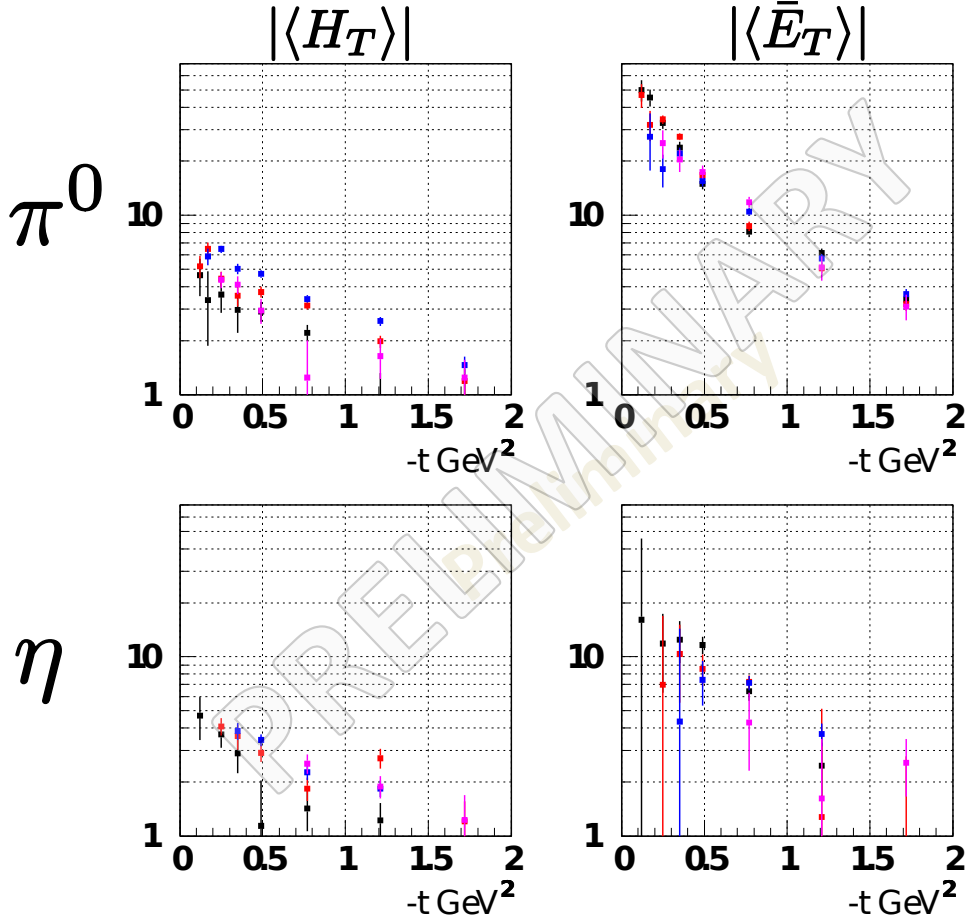 |⟨H_T⟩| |⟨Ē_T⟩|
π⁰
10
1
0 0.5 1 1.5 2
-t GeV²
10
1
0 0.5 1 1.5 2
-t GeV²
PRELIMINARY
Preliminary
η
10
1
0 0.5 1 1.5 2
-t GeV²
10
1
0 0.5 1 1.5 2
-t GeV²